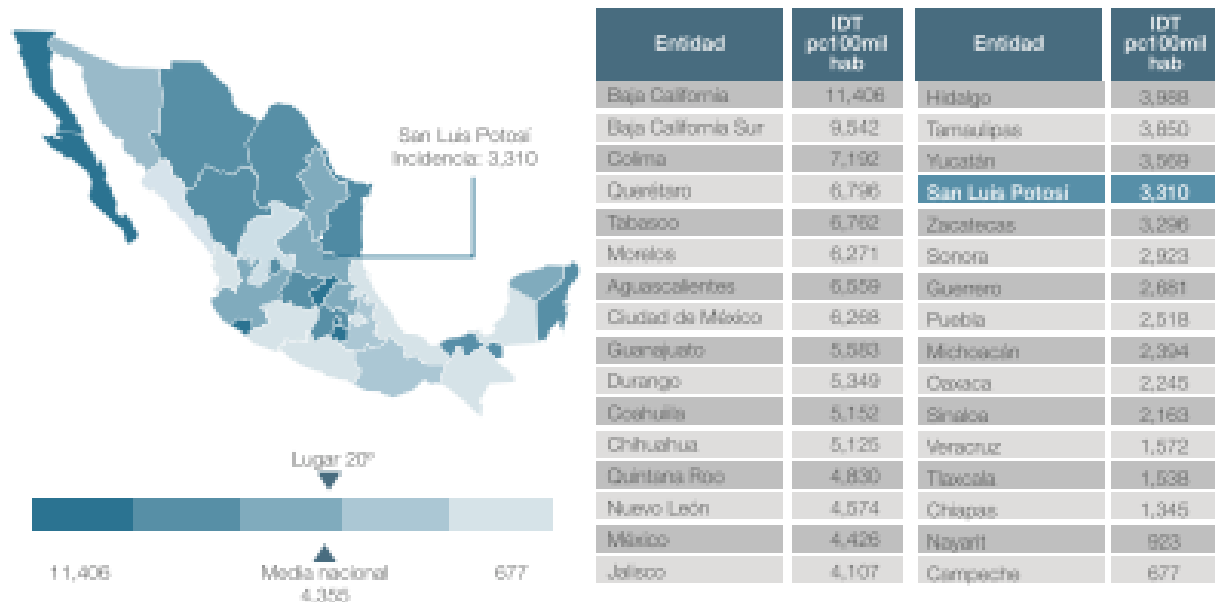 San Luis Potosí
Incidencia: 3,310
Lugar 20º
11,406
Media nacional
4,355
677
Entidad IDT pc100mil hab
Baja California 11,406
Baja California Sur 9,542
Colima 7,192
Querétaro 6,796
Tabasco 6,762
Morelos 6,271
Aguascalientes 6,559
Ciudad de México 6,268
Guanajuato 5,583
Durango 5,349
Coahuila 5,152
Chihuahua 5,125
Quintana Roo 4,830
Nuevo León 4,574
México 4,426
Jalisco 4,107
Entidad IDT pc100mil hab
Hidalgo 3,988
Tamaulipas 3,850
Yucatán 3,569
San Luis Potosí 3,310
Zacatecas 3,296
Sonora 2,923
Guerrero 2,681
Puebla 2,518
Michoacán 2,394
Oaxaca 2,245
Sinaloa 2,163
Veracruz 1,572
Tlaxcala 1,538
Chiapas 1,345
Nayarit 923
Campeche 677